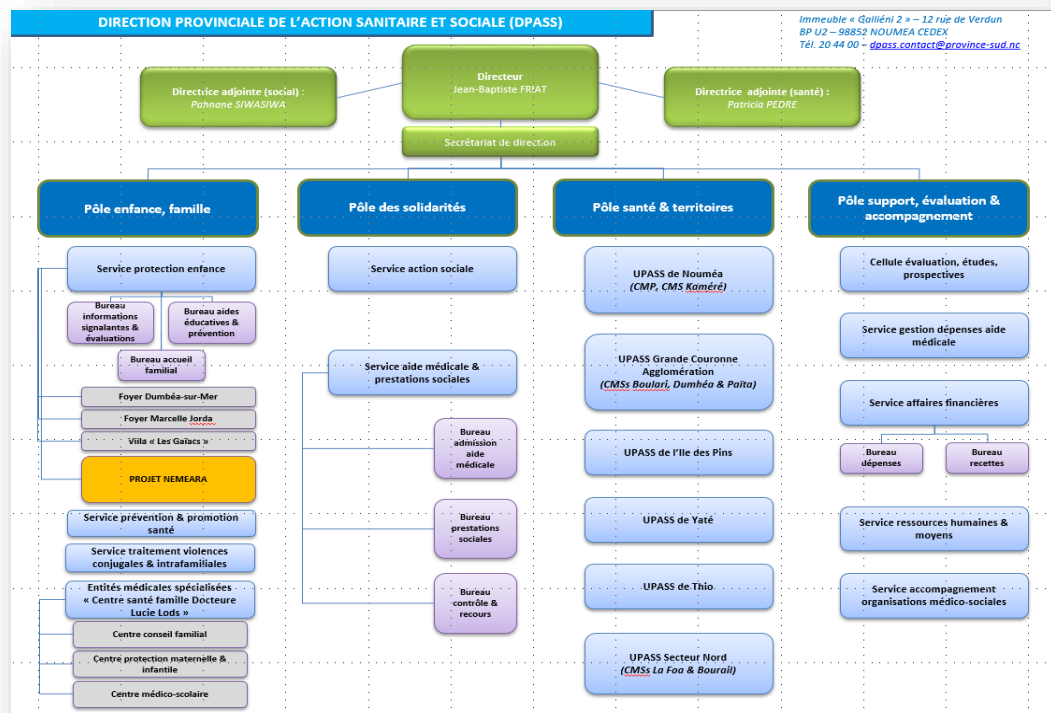 DIRECTION PROVINCIALE DE L'ACTION SANITAIRE ET SOCIALE (DPASS)
Immeuble « Galliéni 2 » – 12 rue de Verdun
BP U2 – 98852 NOUMEA CEDEX
Tél. 20 44 00 – dpass.contact@province-sud.nc
Directeur
Jean-Baptiste FRIAT
Directrice adjointe (social) :
Pahnane SIWASIWA
Directrice adjointe (santé) :
Patricia PEDRE
Secrétariat de direction
Pôle enfance, famille
Service protection enfance
Bureau
informations
signalantes &
évaluations
Bureau aides
éducatives &
prévention
Bureau accueil
familial
Foyer Dumbéa-sur-Mer
Foyer Marcelle Jorda
Viila « Les Gaïacs »
PROJET NEMEARA
Service prévention & promotion
santé
Service traitement violences
conjugales & intrafamiliales
Entités médicales spécialisées
« Centre santé famille Docteure
Lucie Lods »
Centre conseil familial
Centre protection maternelle &
infantile
Centre médico-scolaire
Pôle des solidarités
Service action sociale
Service aide médicale &
prestations sociales
Bureau
admission
aide
médicale
Bureau
prestations
sociales
Bureau
contrôle &
recours
Pôle santé & territoires
UPASS de Nouméa
(CMP, CMS Kaméré)
UPASS Grande Couronne
Agglomération
(CMSs Boulari, Dumhéa & Païta)
UPASS de l'Ile des Pins
UPASS de Yaté
UPASS de Thio
UPASS Secteur Nord
(CMSs La Foa & Bourail)
Pôle support, évaluation &
accompagnement
Cellule évaluation, études,
prospectives
Service gestion dépenses aide
médicale
Service affaires financières
Bureau
dépenses
Bureau
recettes
Service ressources humaines &
moyens
Service accompagnement
organisations médico-sociales